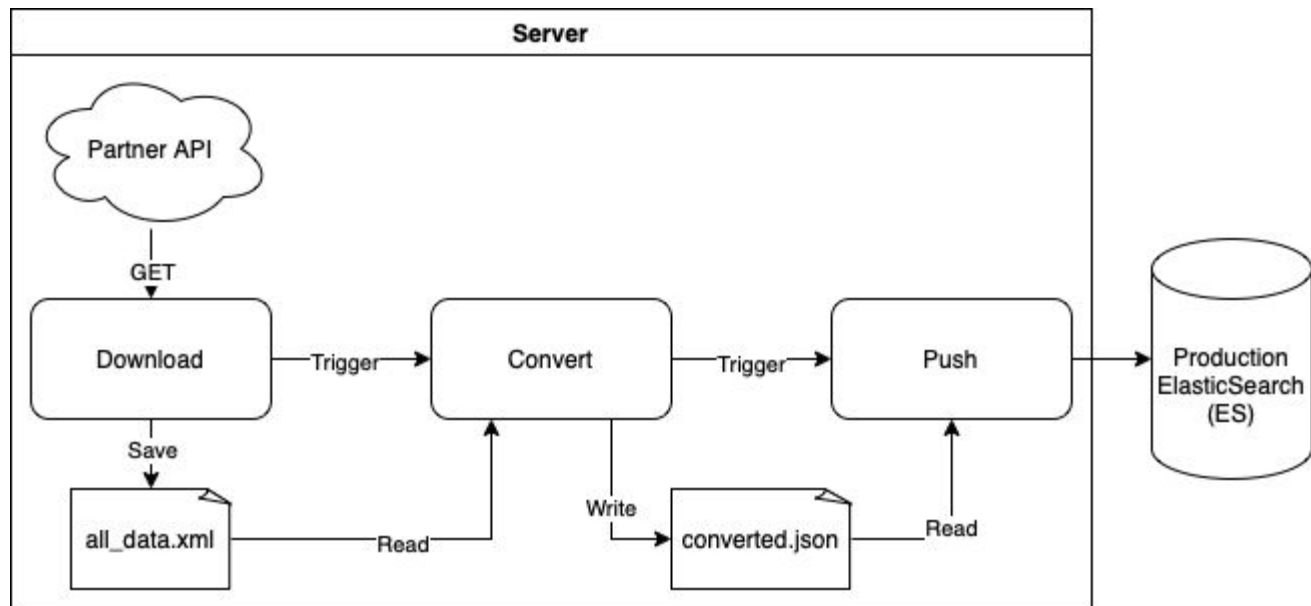 Server
Partner API
GET
Download
Trigger
Convert
Trigger
Push
Production
ElasticSearch
(ES)
Save
Write
all_data.xml
Read
converted.json
Read